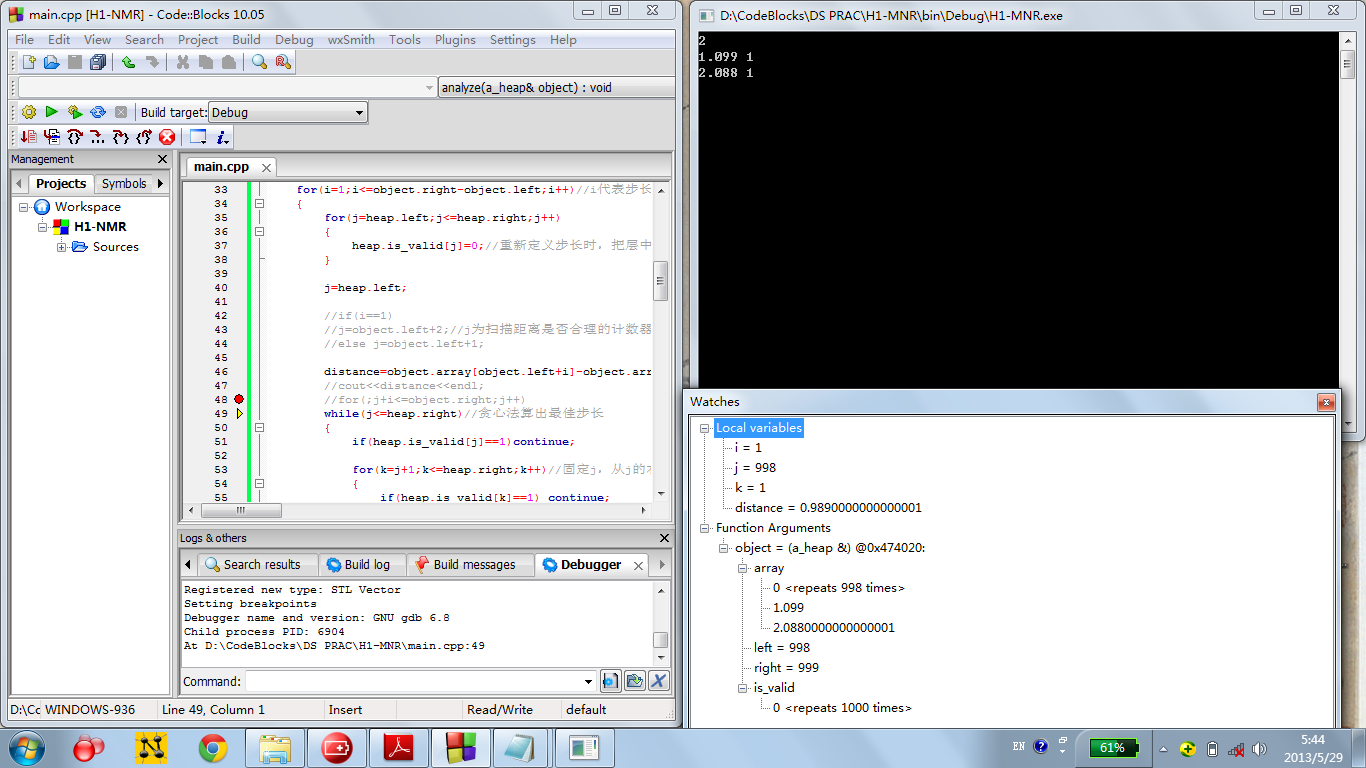 main.cpp [H1-NMR] - Code::Blocks 10.05
File Edit View Search Project Build Debug wxSmith Tools Plugins Settings Help
analyze(a_heap& object) : void
Build target: Debug
Management
Projects Symbols
Workspace
H1-NMR
Sources
main.cpp
33 for(i=1;i<=object.right-object.left;i++)//i代表步长
34 {
35 for(j=heap.left;j<=heap.right;j++)
36 {
37 heap.is_valid[j]=0;//重新定义步长时，把层中
38 }
39
40 j=heap.left;
41
42 //if(i==1)
43 //j=object.left+2;//j为扫描距离是否合理的计数器
44 //else j=object.left+1;
45
46 distance=object.array[object.left+i]-object.arr
47 //cout<<distance<<endl;
48 //for(;j+i<=object.right;j++)
49 while(j<=heap.right)//贪心法算出最佳步长
50 {
51 if(heap.is_valid[j]==1)continue;
52
53 for(k=j+1;k<=heap.right;k++)//固定j，从j的
54 {
55 if(heap.is_valid[k]==1) continue;
Logs & others
Search results Build log Build messages Debugger
Registered new type: STL Vector
Setting breakpoints
Debugger name and version: GNU gdb 6.8
Child process PID: 6904
At D:\CodeBlocks\DS PRAC\H1-MNR\main.cpp:49
Command:
D:\Cc WINDOWS-936 Line 49, Column 1 Insert Read/Write default
D:\CodeBlocks\DS PRAC\H1-MNR\bin\Debug\H1-MNR.exe
2
1.099 1
2.088 1
Watches
Local variables
i = 1
j = 998
k = 1
distance = 0.9890000000000001
Function Arguments
object = (a_heap &) @0x474020:
array
0 <repeats 998 times>
1.099
2.0880000000000001
left = 998
right = 999
is_valid
0 <repeats 1000 times>
EN
61%
5:44
2013/5/29